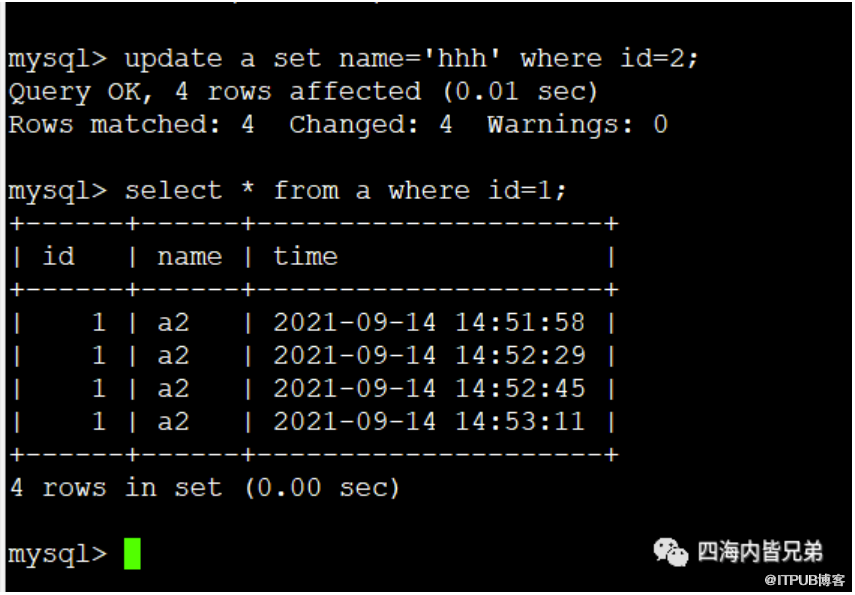 mysql> update a set name='hhh' where id=2;
Query OK, 4 rows affected (0.01 sec)
Rows matched: 4  Changed: 4  Warnings: 0
mysql> select * from a where id=1;
+------+------+---------------------+
| id   | name | time                |
+------+------+---------------------+
|    1 | a2   | 2021-09-14 14:51:58 |
|    1 | a2   | 2021-09-14 14:52:29 |
|    1 | a2   | 2021-09-14 14:52:45 |
|    1 | a2   | 2021-09-14 14:53:11 |
+------+------+---------------------+
4 rows in set (0.00 sec)
mysql>
四海内皆兄弟
@ITPUB博客